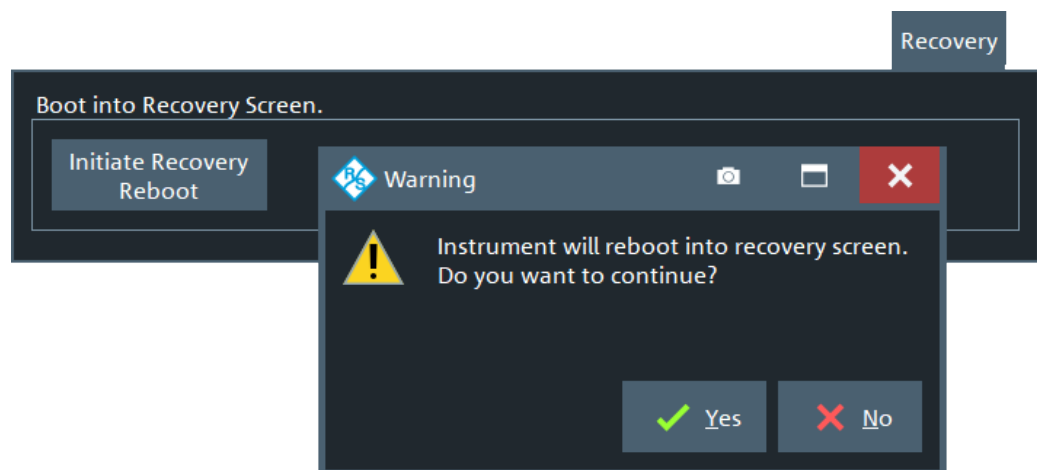 Recovery
Boot into Recovery Screen.
Initiate Recovery
Reboot
R/S Warning
Instrument will reboot into recovery screen.
Do you want to continue?
Yes No